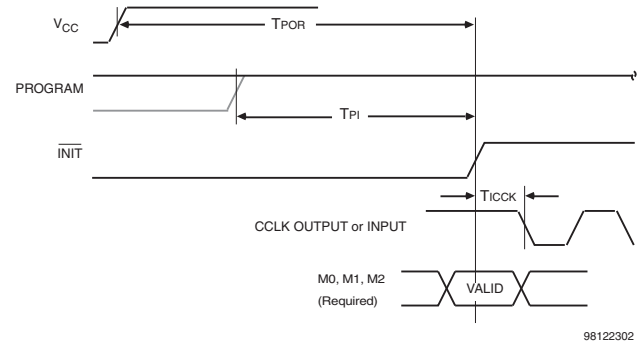 VCC
TPOR
PROGRAM
TPI
INIT
TICCK
CCLK OUTPUT or INPUT
M0, M1, M2
(Required)
VALID
98122302